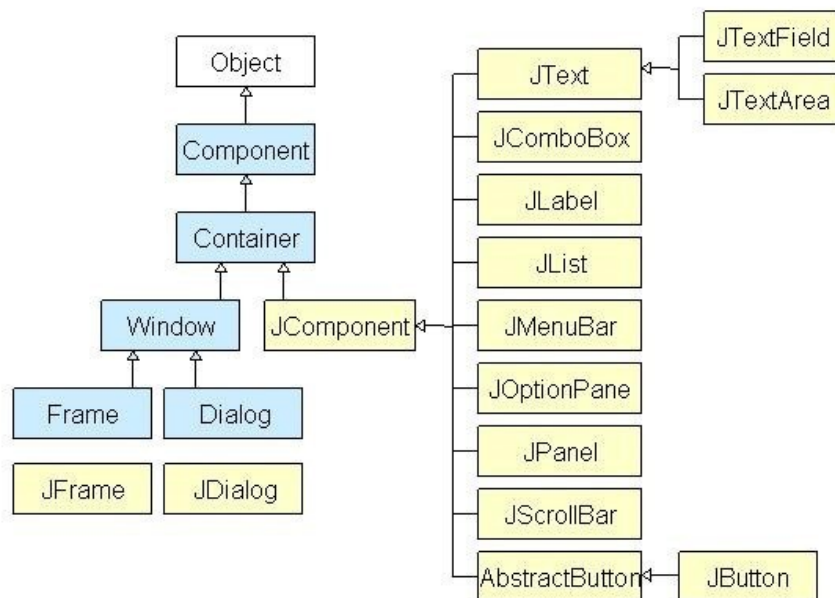 Object
Component
Container
Window
JComponent
Frame
Dialog
JFrame
JDialog
JText
JComboBox
JLabel
JList
JMenuBar
JOptionPane
JPanel
JScrollBar
AbstractButton
JTextField
JTextArea
JButton